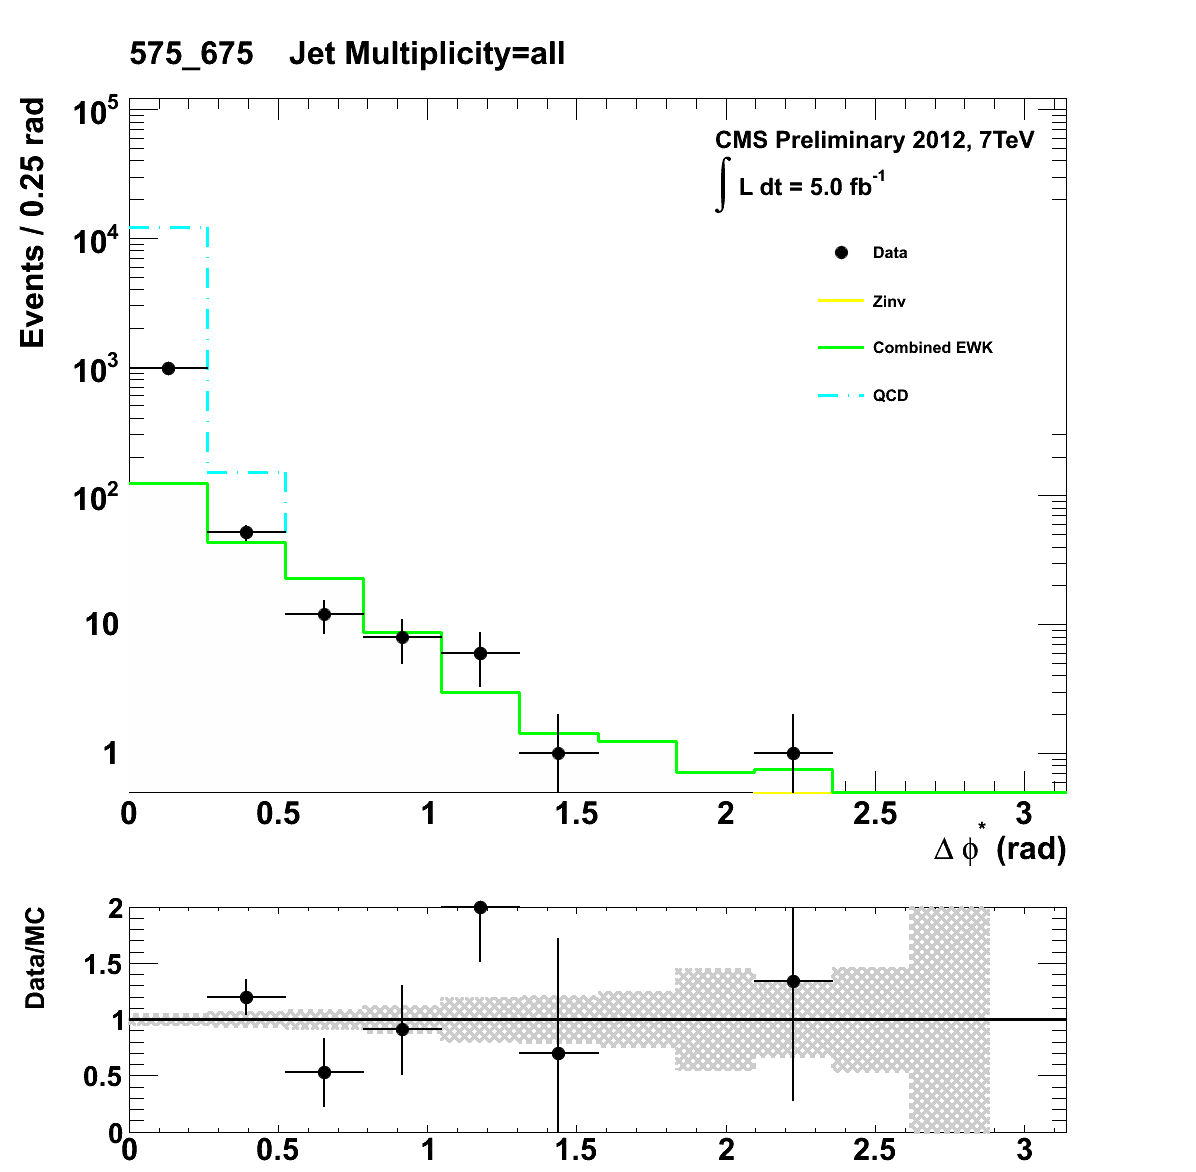 575_675 Jet Multiplicity=all
Events / 0.25 rad
10^5
10^4
10^3
10^2
10
1
CMS Preliminary 2012, 7TeV
∫ L dt = 5.0 fb^-1
Data
Zinv
Combined EWK
QCD
0 0.5 1 1.5 2 2.5 3
Δ ϕ* (rad)
Data/MC
2
1.5
1
0.5
0
0 0.5 1 1.5 2 2.5 3